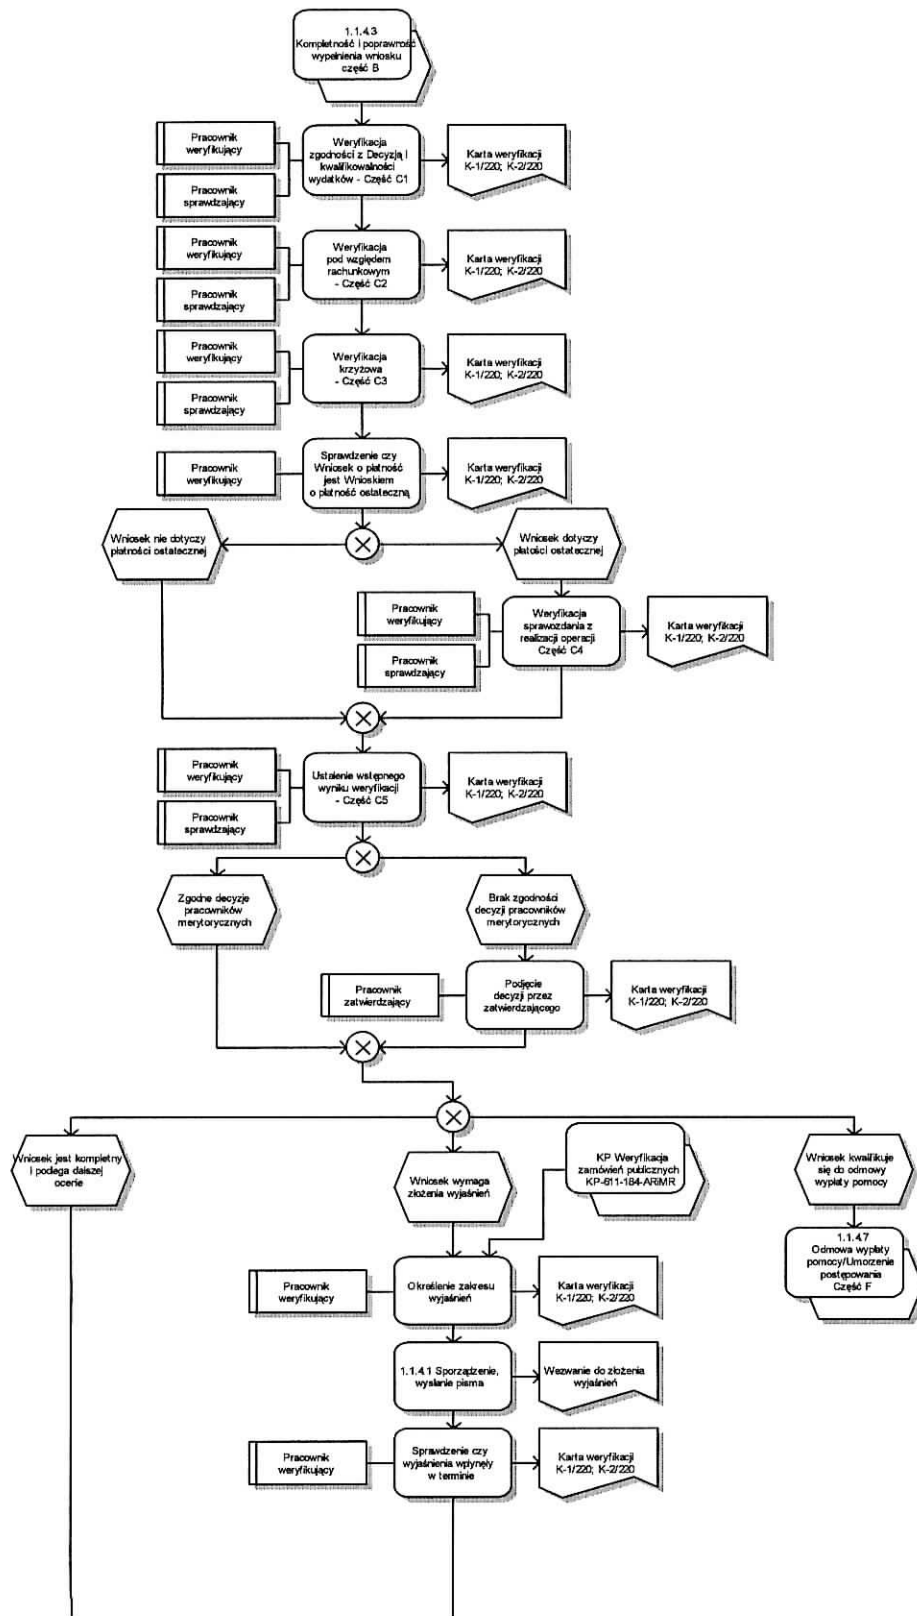 1.1.4.3
Kompletność i poprawność
wypełnienia wniosku
część B
Pracownik
weryfikujący
Pracownik
sprawdzający
Weryfikacja
zgodności z Decyzją i
kwalifikowalności
wydatków - Część C1
Karta weryfikacji
K-1/220; K-2/220
Pracownik
weryfikujący
Pracownik
sprawdzający
Weryfikacja
pod względem
rachunkowym
- Część C2
Karta weryfikacji
K-1/220; K-2/220
Pracownik
weryfikujący
Pracownik
sprawdzający
Weryfikacja
krzyżowa
- Część C3
Karta weryfikacji
K-1/220; K-2/220
Pracownik
weryfikujący
Sprawdzenie czy
Wniosek o płatność
jest Wnioskiem
o płatność ostateczną
Karta weryfikacji
K-1/220; K-2/220
Wniosek nie dotyczy
płatności ostatecznej
Wniosek dotyczy
płatości ostatecznej
Pracownik
weryfikujący
Pracownik
sprawdzający
Weryfikacja
sprawozdania z
realizacji operacji
Część C4
Karta weryfikacji
K-1/220; K-2/220
Pracownik
weryfikujący
Pracownik
sprawdzający
Ustalenie wstępnego
wyniku weryfikacji
- Część C5
Karta weryfikacji
K-1/220; K-2/220
Zgodne decyzje
pracowników
merytorycznych
Brak zgodności
decyzji pracowników
merytorycznych
Pracownik
zatwierdzający
Podjęcie
decyzji przez
zatwierdzającego
Karta weryfikacji
K-1/220; K-2/220
Wniosek jest kompletny
i podlega dalszej
ocenie
Wniosek wymaga
złożenia wyjaśnień
KP Weryfikacja
zamówień publicznych
KP-611-184-ARiMR
Wniosek kwalifikuje
się do odmowy
wypłaty pomocy
1.1.4.7
Odmowa wypłaty
pomocy/Umorzenie
postępowania
Część F
Pracownik
weryfikujący
Określenie zakresu
wyjaśnień
Karta weryfikacji
K-1/220; K-2/220
1.1.4.1 Sporządzenie,
wysłanie pisma
Wezwanie do złożenia
wyjaśnień
Pracownik
weryfikujący
Sprawdzenie czy
wyjaśnienia wpłynęły
w terminie
Karta weryfikacji
K-1/220; K-2/220